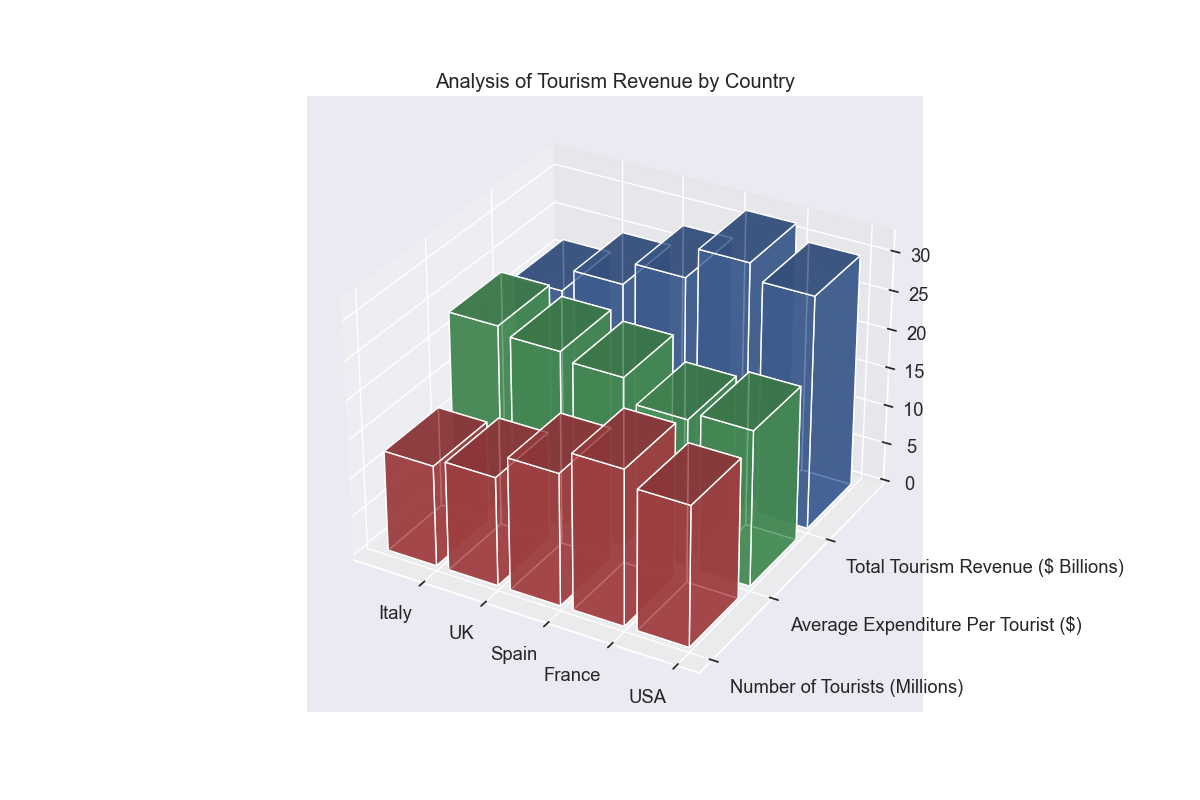 Analysis of Tourism Revenue by Country
30
25
20
15
10
5
0
Total Tourism Revenue ($ Billions)
Average Expenditure Per Tourist ($)
Number of Tourists (Millions)
Italy
UK
Spain
France
USA